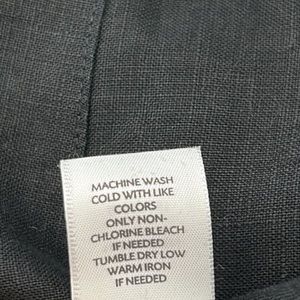 MACHINE WASH
COLD WITH LIKE
COLORS
ONLY NON-
CHLORINE BLEACH
IF NEEDED
TUMBLE DRY LOW
WARM IRON
IF NEEDED